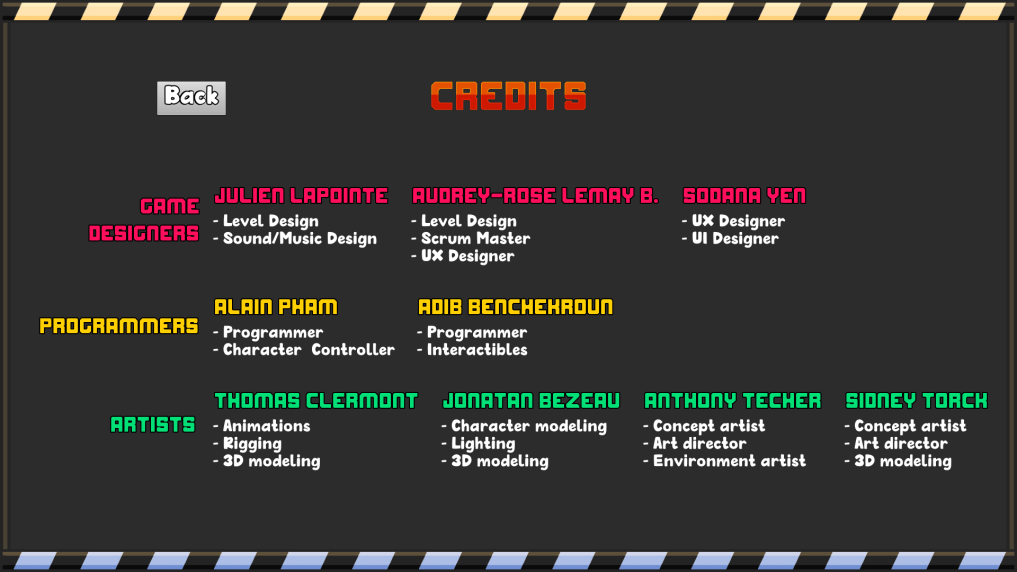 Back
CREDITS
GAME
DESIGNERS
JULIEN LAPOINTE
- Level Design
- Sound/Music Design
AUDREY-ROSE LEMAY B.
- Level Design
- Scrum Master
- UX Designer
SODANA YEN
- UX Designer
- UI Designer
PROGRAMMERS
ALAIN PHAM
- Programmer
- Character Controller
ADIB BENCHEKROUN
- Programmer
- Interactibles
ARTISTS
THOMAS CLERMONT
- Animations
- Rigging
- 3D modeling
JONATAN BEZEAU
- Character modeling
- Lighting
- 3D modeling
ANTHONY TECHER
- Concept artist
- Art director
- Environment artist
SIDNEY TORCK
- Concept artist
- Art director
- 3D modeling